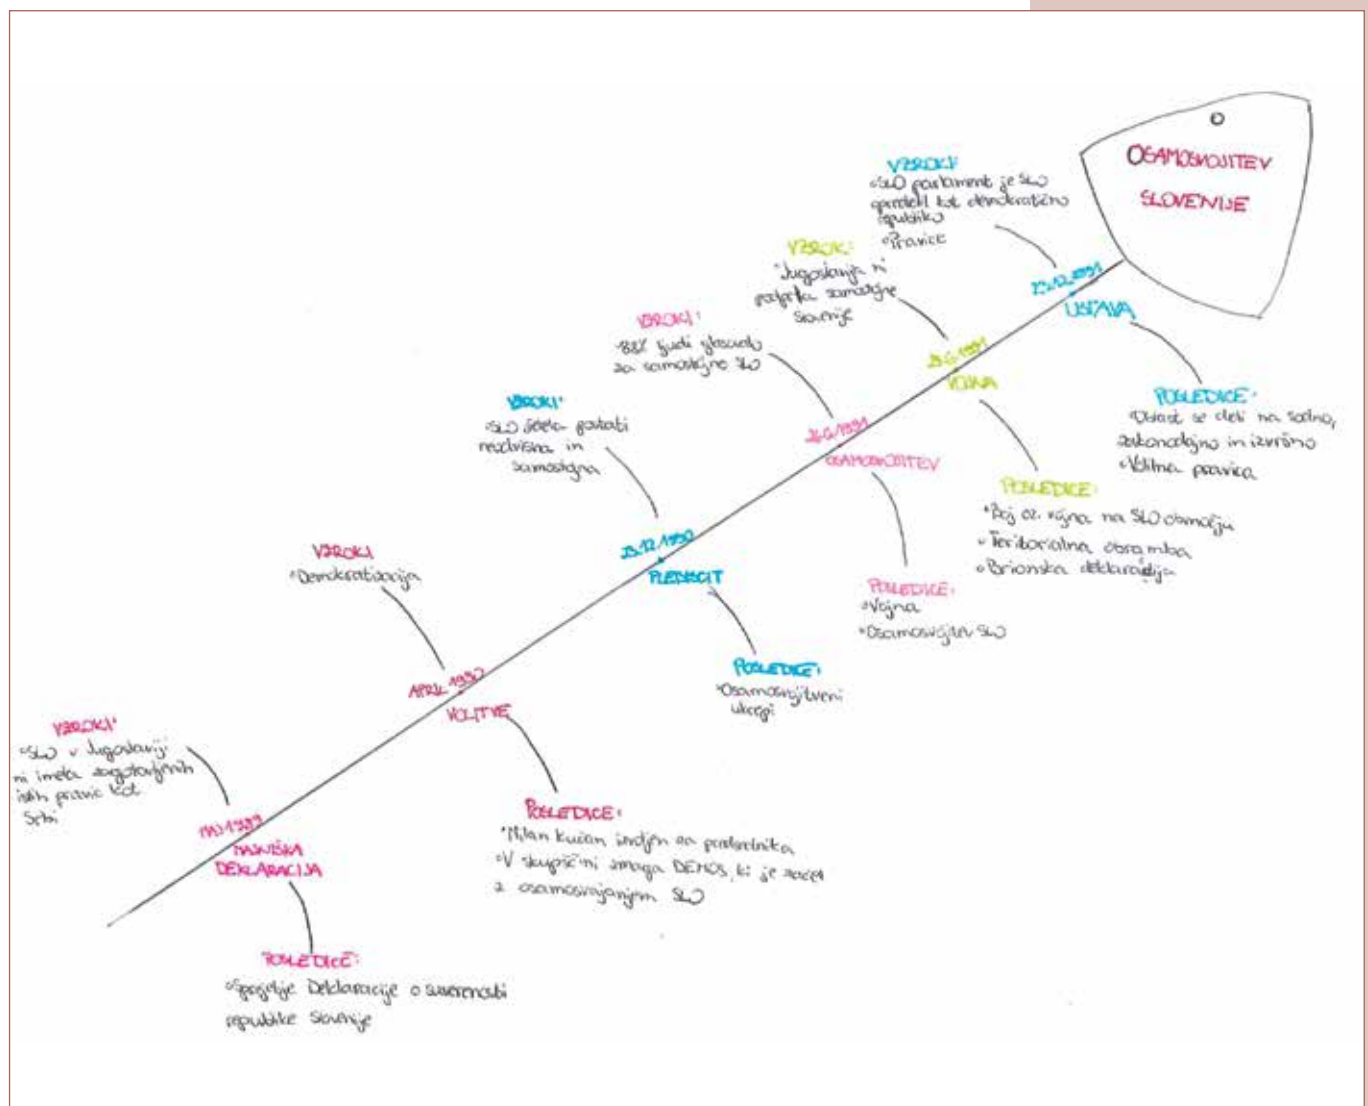 OSAMOSVOJITEV
SLOVENIJE
VZROKI:
•SLO v Jugoslaviji
ni imela zagotovljenih
istih pravic kot
Srbi
MAJ 1989
MAJNIŠKA
DEKLARACIJA
POSLEDICE:
•Sprejetje Deklaracije o suverenosti
republike Slovenije
VZROKI
•Demokratizacija
APRIL 1990
VOLITVE
POSLEDICE:
•Milan Kučan izvoljen za predsednika
•V skupščini zmaga DEMOS, ki je začel
z osamosvajanjem SLO
VZROKI:
•SLO želela postati
neodvisna in
samostojna
23.12.1990
PLEBISCIT
POSLEDICE:
•Osamosvojitveni
ukrepi
VZROKI:
•88% ljudi glasovalo
za samostojno SLO
6.1991
OSAMOSVOJITEV
POSLEDICE:
•Vojna
•Osamosvojitev SLO
VZROK:
•Jugoslavija ni
podprla samostojne
Slovenije
6.1991
VOJNA
POSLEDICE:
•Boj oz. vojna na SLO območju
•Teritorialna obramba
•Brionska deklaracija
VZROKI:
•SLO parlament je SLO
opredelil kot demokratično
republiko
•Pravice
23.12.1991
USTAVA
POSLEDICE:
•Oblast se deli na sodno,
zakonodajno in izvršno
•Volilna pravica